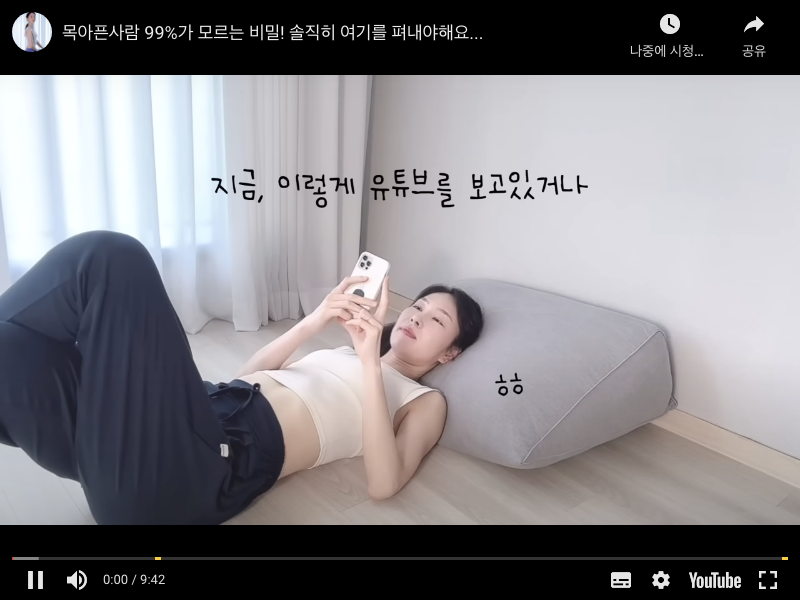 목아픈사람 99%가 모르는 비밀! 솔직히 여기를 펴내야해요...
나중에 시청...
공유
지금, 이렇게 유튜브를 보고있거나
ㅎㅎ
0:00 / 9:42
YouTube